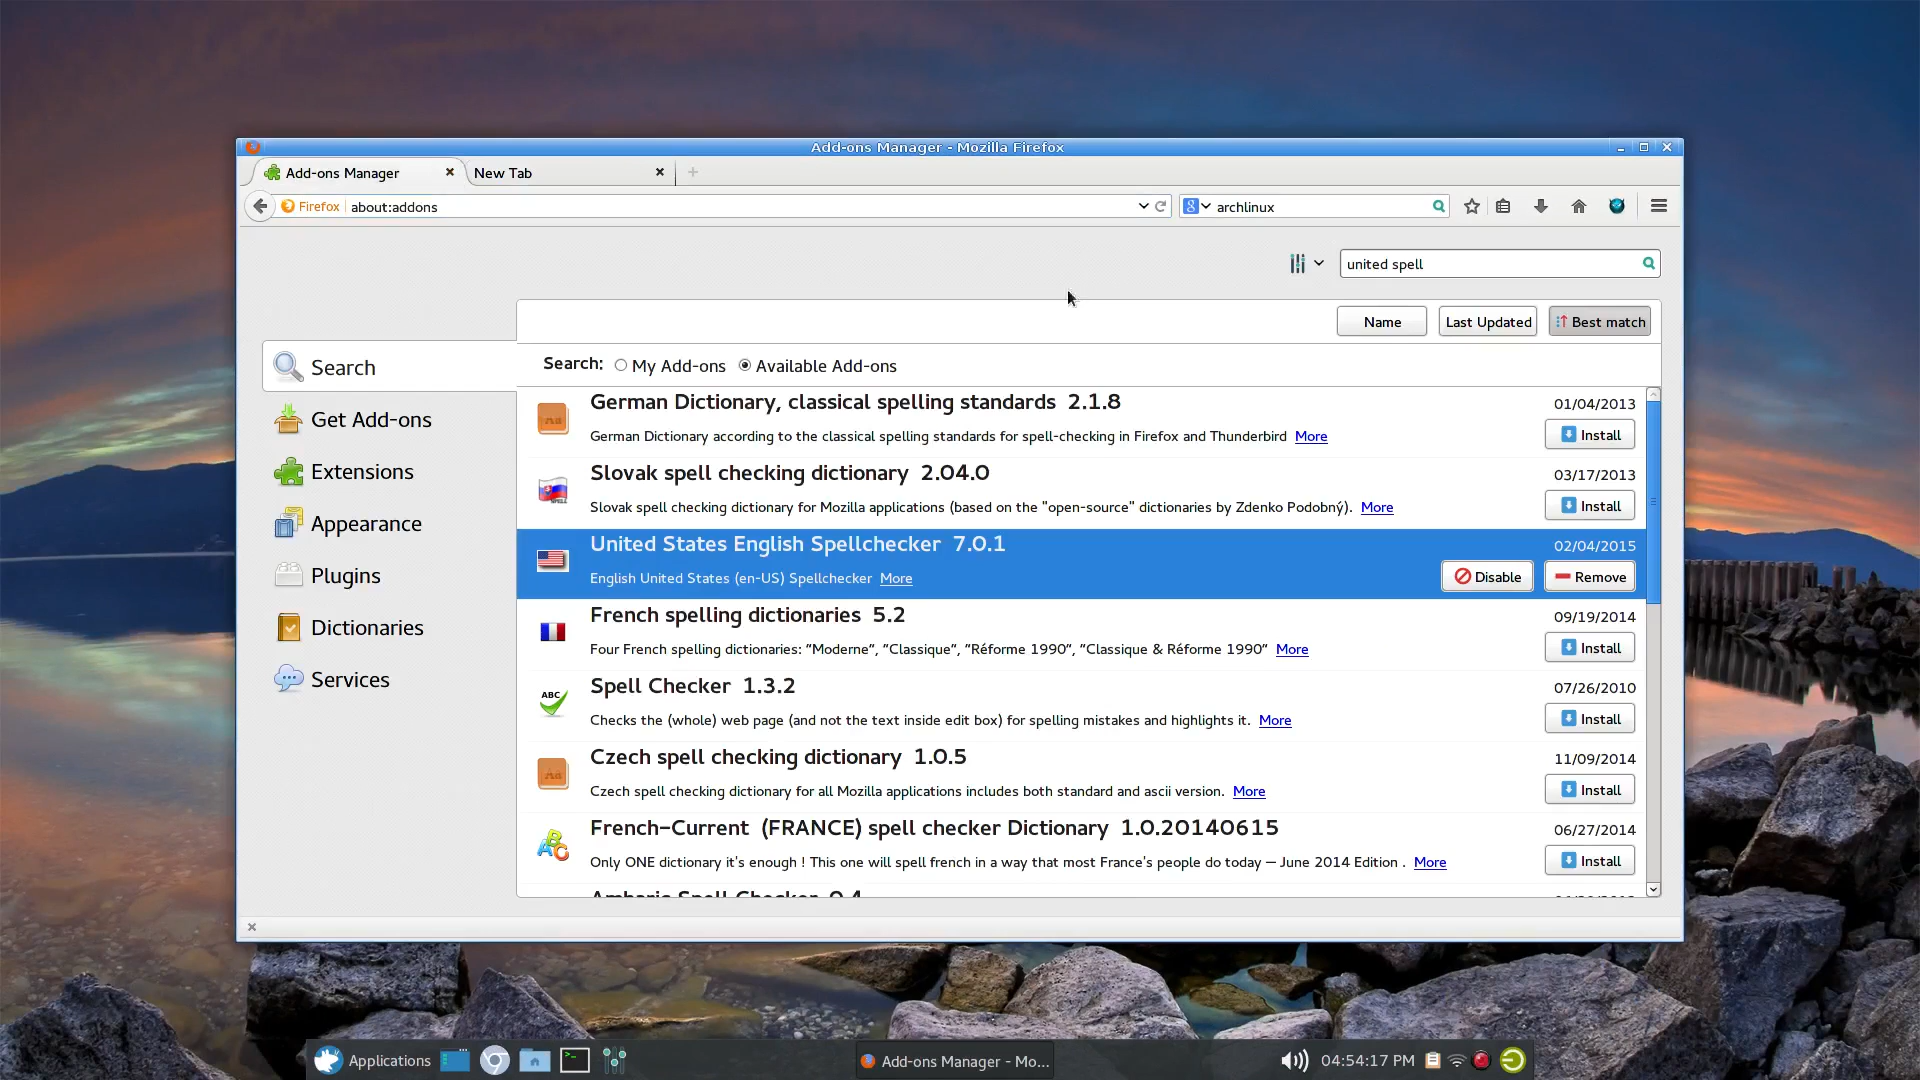 Add-ons Manager - Mozilla Firefox
Add-ons Manager
New Tab
Firefox
about:addons
archlinux
united spell
Name
Last Updated
Best match
Search: My Add-ons Available Add-ons
Search
Get Add-ons
Extensions
Appearance
Plugins
Dictionaries
Services
German Dictionary, classical spelling standards 2.1.8
01/04/2013
German Dictionary according to the classical spelling standards for spell-checking in Firefox and Thunderbird More
Install
Slovak spell checking dictionary 2.04.0
03/17/2013
Slovak spell checking dictionary for Mozilla applications (based on the "open-source" dictionaries by Zdenko Podobný). More
Install
United States English Spellchecker 7.0.1
02/04/2015
English United States (en-US) Spellchecker More
Disable
Remove
French spelling dictionaries 5.2
09/19/2014
Four French spelling dictionaries: “Moderne”, “Classique”, “Réforme 1990”, “Classique & Réforme 1990” More
Install
ABC
Spell Checker 1.3.2
07/26/2010
Checks the (whole) web page (and not the text inside edit box) for spelling mistakes and highlights it. More
Install
Czech spell checking dictionary 1.0.5
11/09/2014
Czech spell checking dictionary for all Mozilla applications includes both standard and ascii version. More
Install
French-Current (FRANCE) spell checker Dictionary 1.0.20140615
06/27/2014
Only ONE dictionary it's enough ! This one will spell french in a way that most France's people do today — June 2014 Edition . More
Install
Amharic Spell Checker 0.4
Applications
Add-ons Manager - Mo...
04:54:17 PM